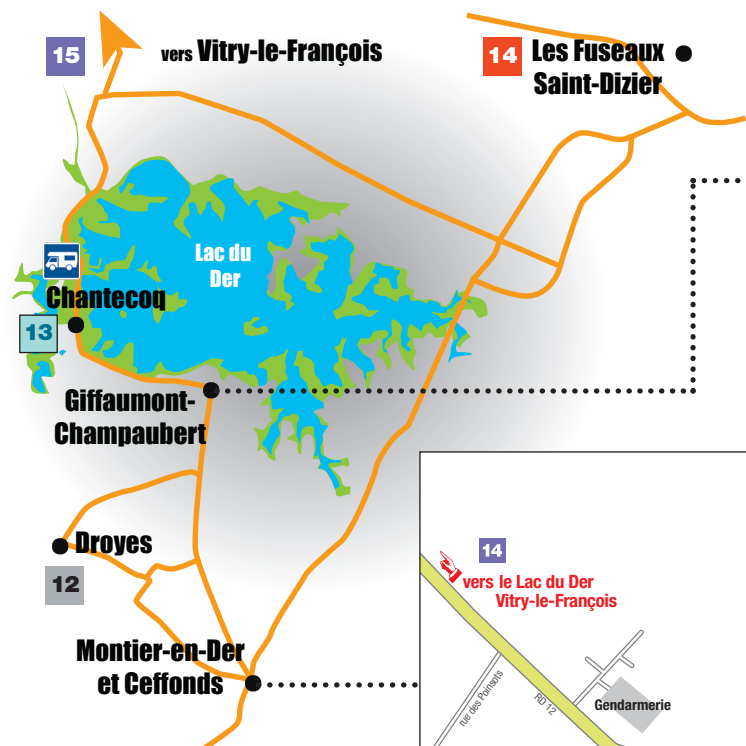 15
vers Vitry-le-François
14 Les Fuseaux
Saint-Dizier
Lac du
Der
Chantecoq
13
Giffaumont-
Champaubert
Droyes
12
Montier-en-Der
et Ceffonds
14
vers le Lac du Der
Vitry-le-François
rue des Poinsots
RD 12
Gendarmerie